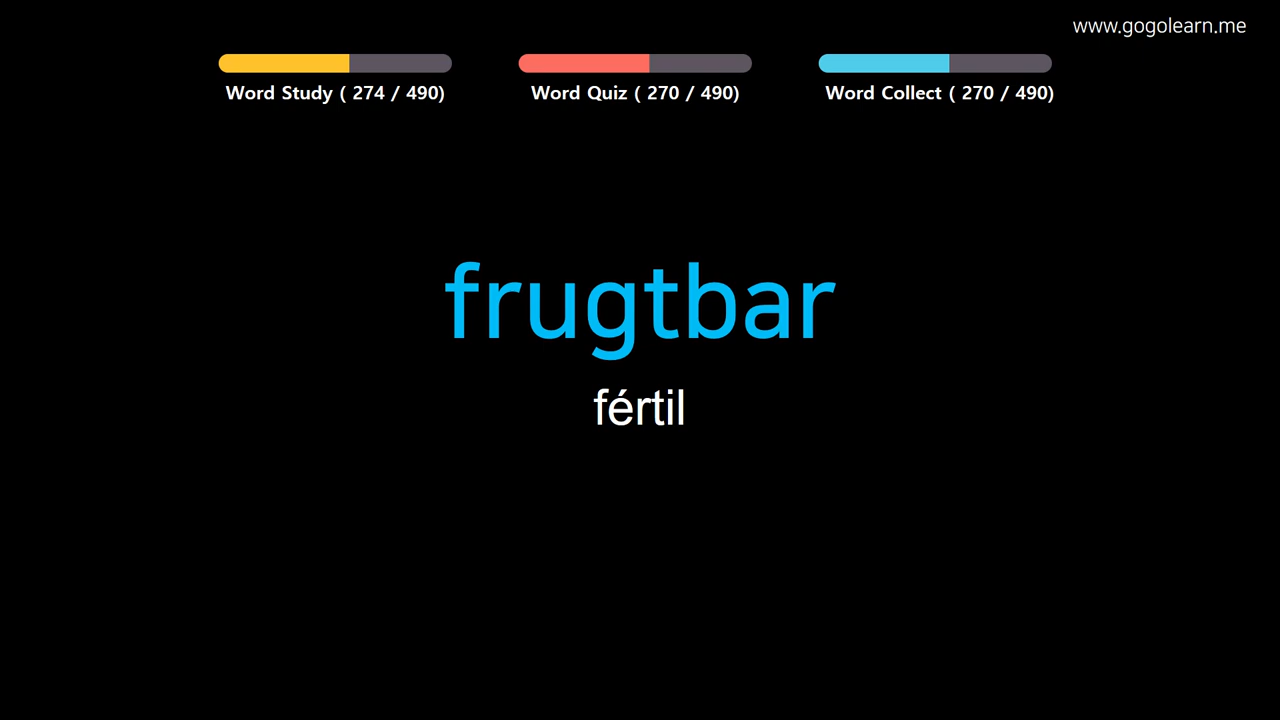 www.gogolearn.me
Word Study ( 274 / 490)
Word Quiz ( 270 / 490)
Word Collect ( 270 / 490)
frugtbar
fértil